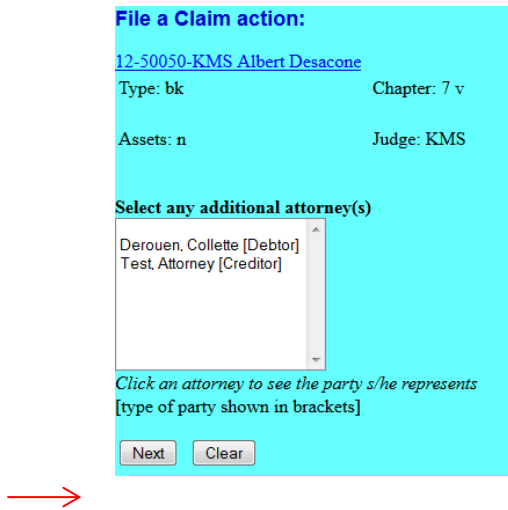 File a Claim action:
12-50050-KMS Albert Desacone
Type: bk Chapter: 7 v
Assets: n Judge: KMS
Select any additional attorney(s)
Derouen, Collette [Debtor]
Test, Attorney [Creditor]
Click an attorney to see the party s/he represents
[type of party shown in brackets]
Next Clear